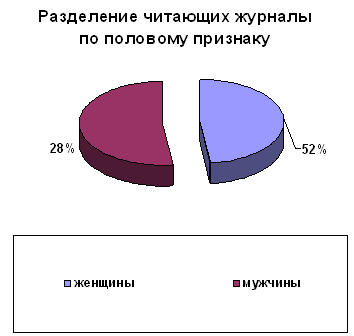 Разделение читающих журналы
по половому признаку
28%
52%
женщины
мужчины